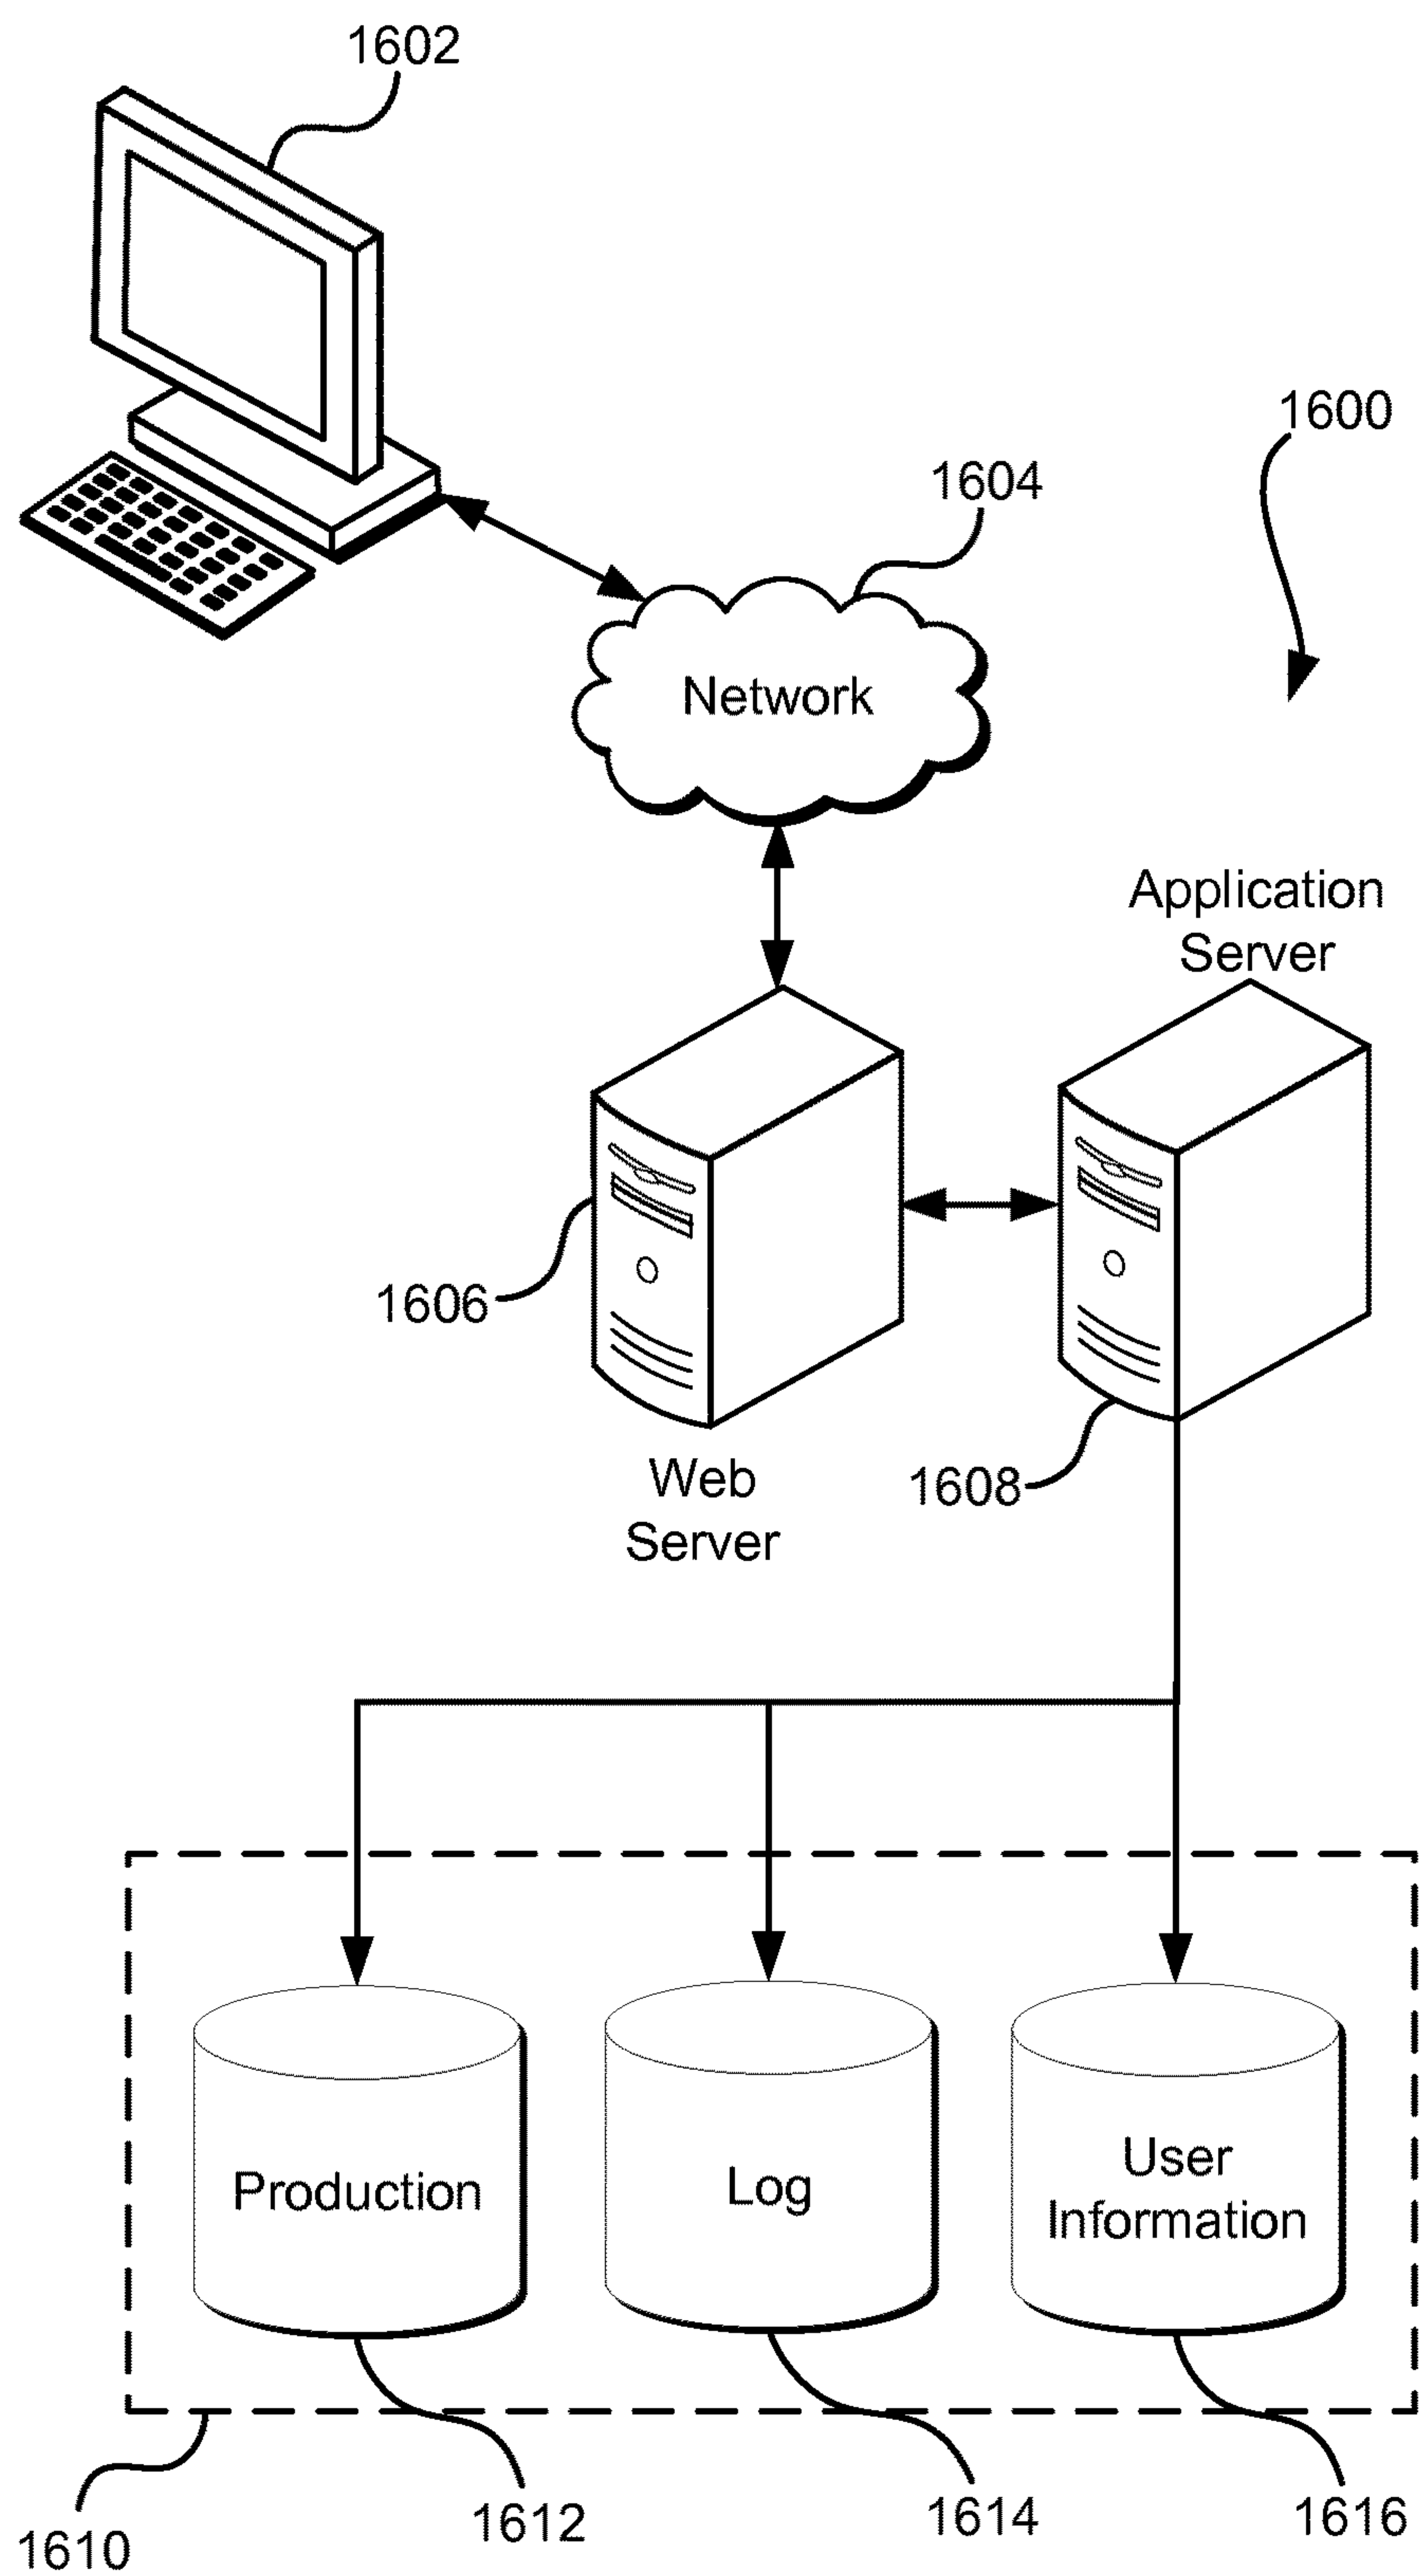 1602
1600
1604
Network
Application
Server
1606
Web
Server
1608
Production
Log
User
Information
1610
1612
1614
1616